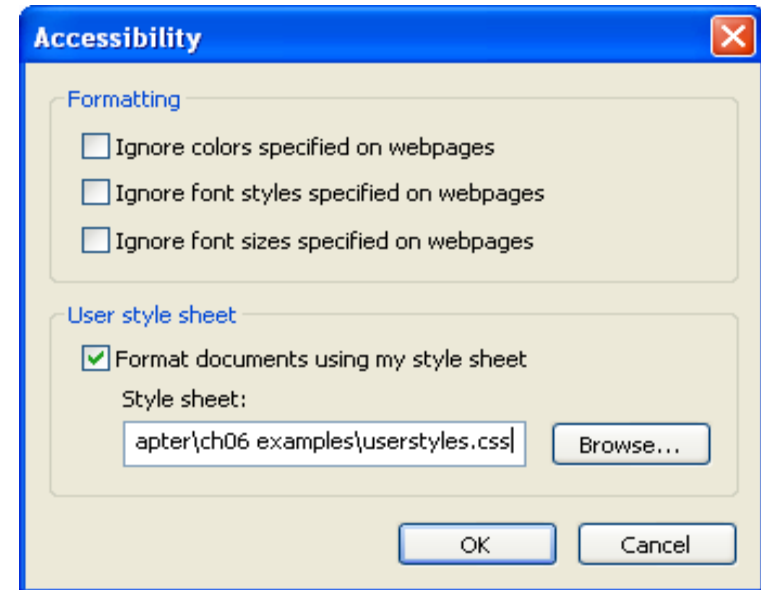 Accessibility
Formatting
Ignore colors specified on webpages
Ignore font styles specified on webpages
Ignore font sizes specified on webpages
User style sheet
Format documents using my style sheet
Style sheet:
apter\ch06 examples\userstyles.css
Browse...
OK
Cancel